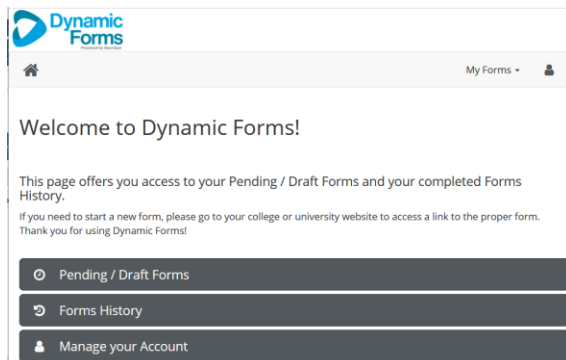 Dynamic
Forms
My Forms
Welcome to Dynamic Forms!
This page offers you access to your Pending / Draft Forms and your completed Forms
History.
If you need to start a new form, please go to your college or university website to access a link to the proper form.
Thank you for using Dynamic Forms!
Pending / Draft Forms
Forms History
Manage your Account